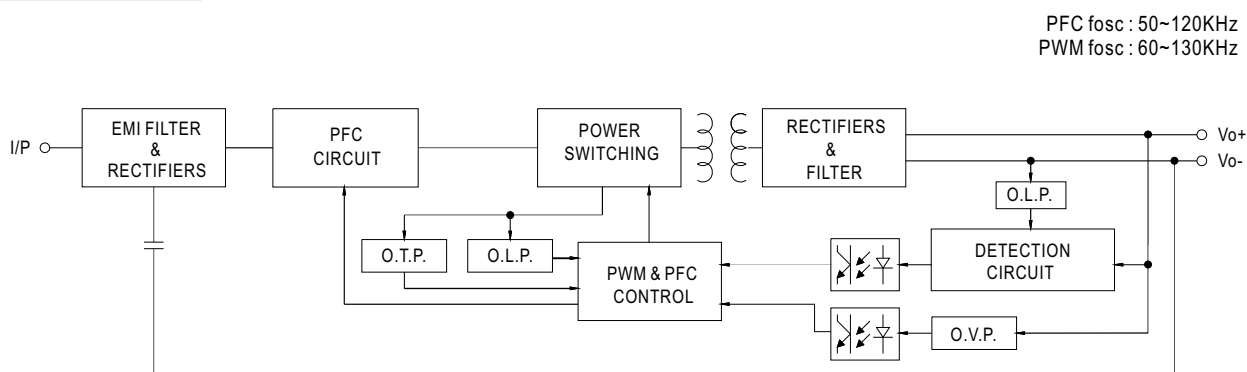 PFC fosc : 50~120KHz
PWM fosc : 60~130KHz
I/P
EMI FILTER
&
RECTIFIERS
PFC
CIRCUIT
POWER
SWITCHING
RECTIFIERS
&
FILTER
Vo+
Vo-
O.L.P.
O.T.P.
O.L.P.
PWM & PFC
CONTROL
DETECTION
CIRCUIT
O.V.P.